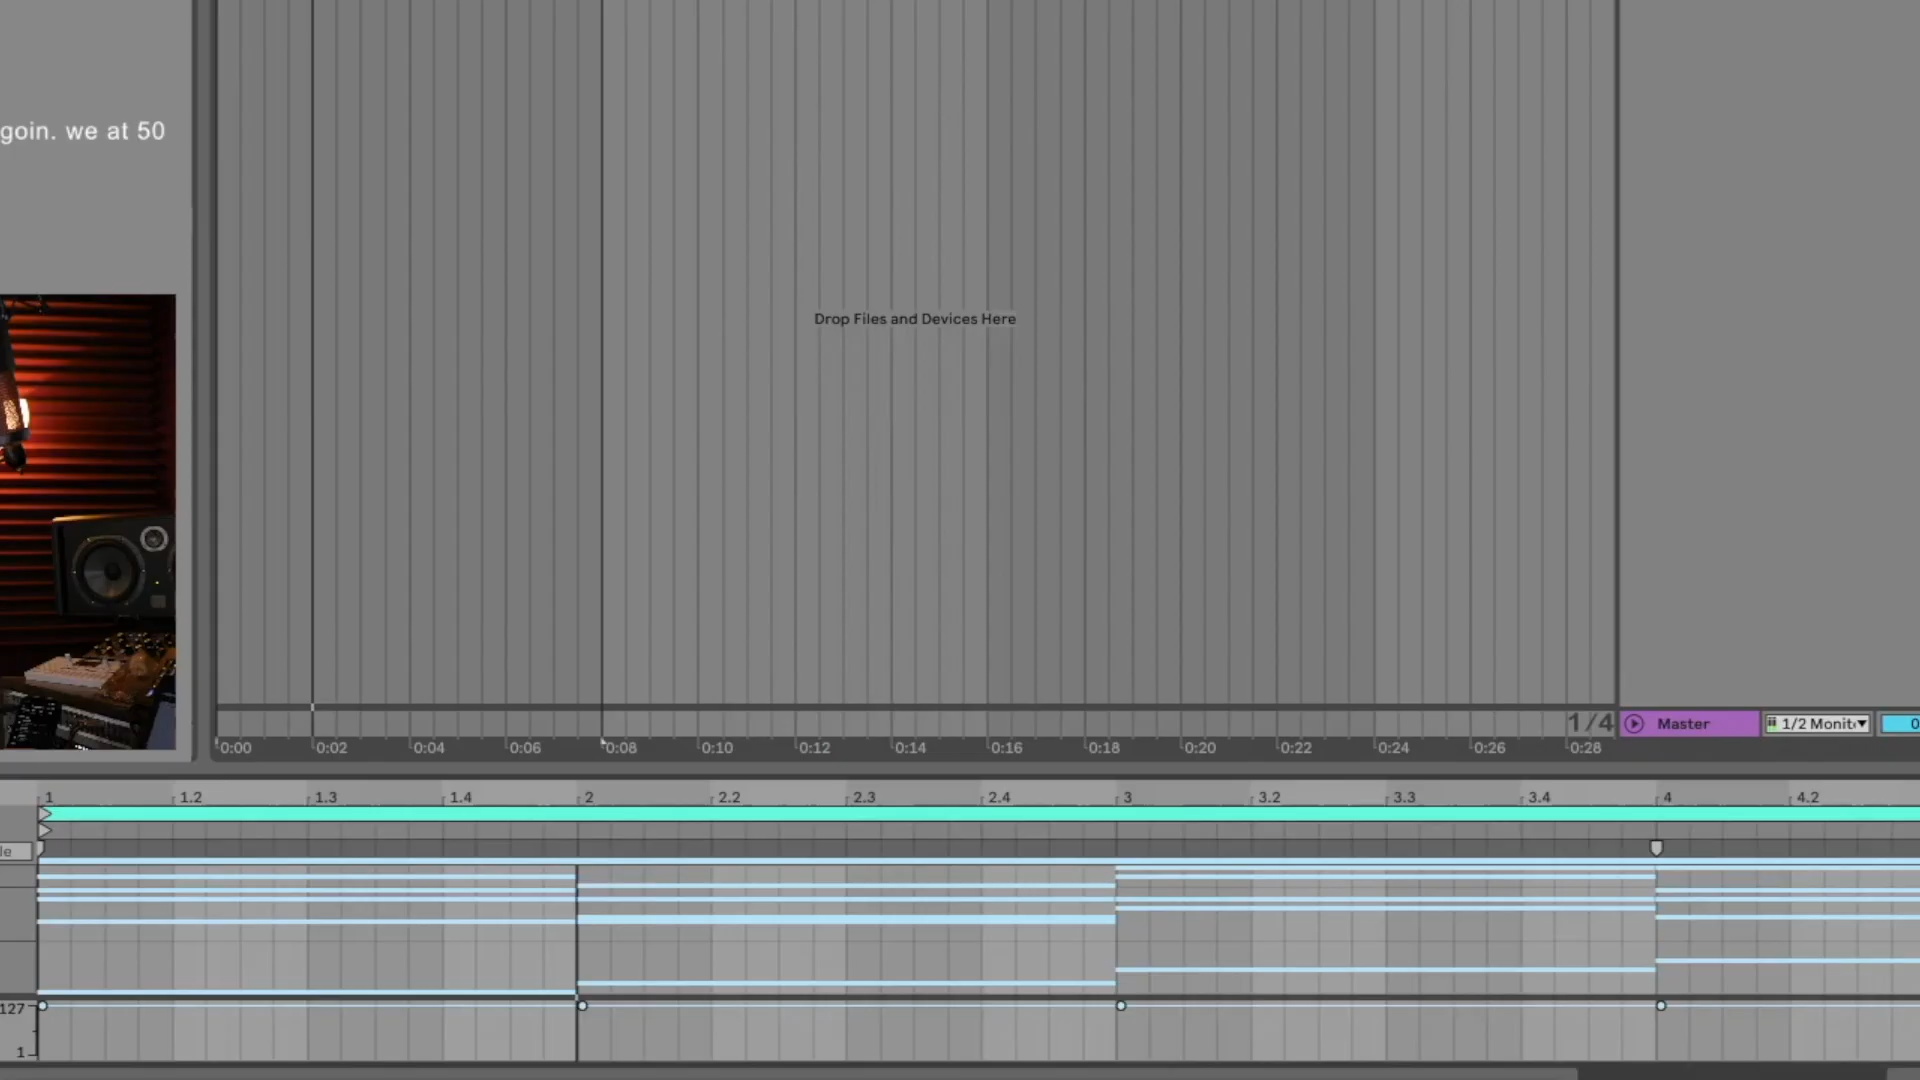 goin. we at 50
Drop Files and Devices Here
1/4
Master
1/2 Monit
0
0:00 0:02 0:04 0:06 0:08 0:10 0:12 0:14 0:16 0:18 0:20 0:22 0:24 0:26 0:28
1 1.2 1.3 1.4 2 2.2 2.3 2.4 3 3.2 3.3 3.4 4 4.2
le
127
1